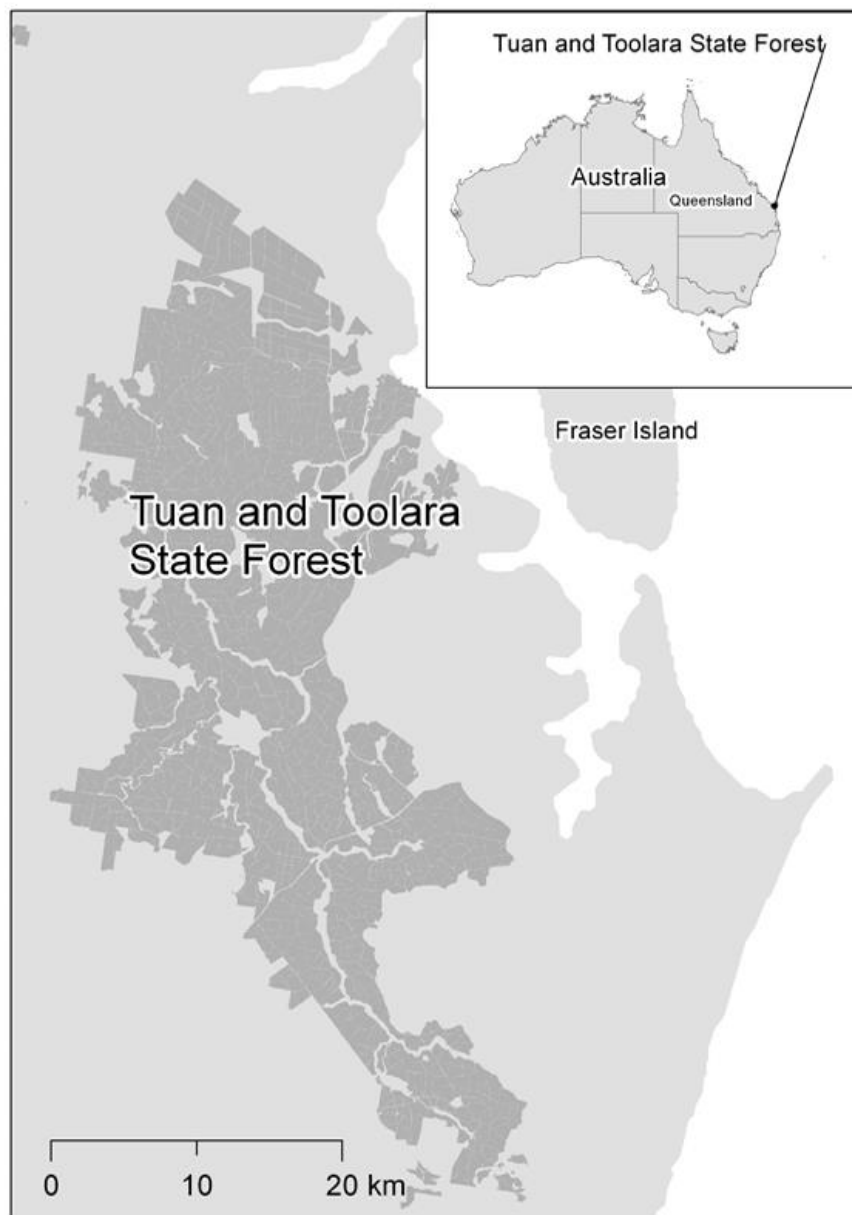 Tuan and Toolara State Forest
Australia
Queensland
Fraser Island
Tuan and Toolara
State Forest
0 10 20 km